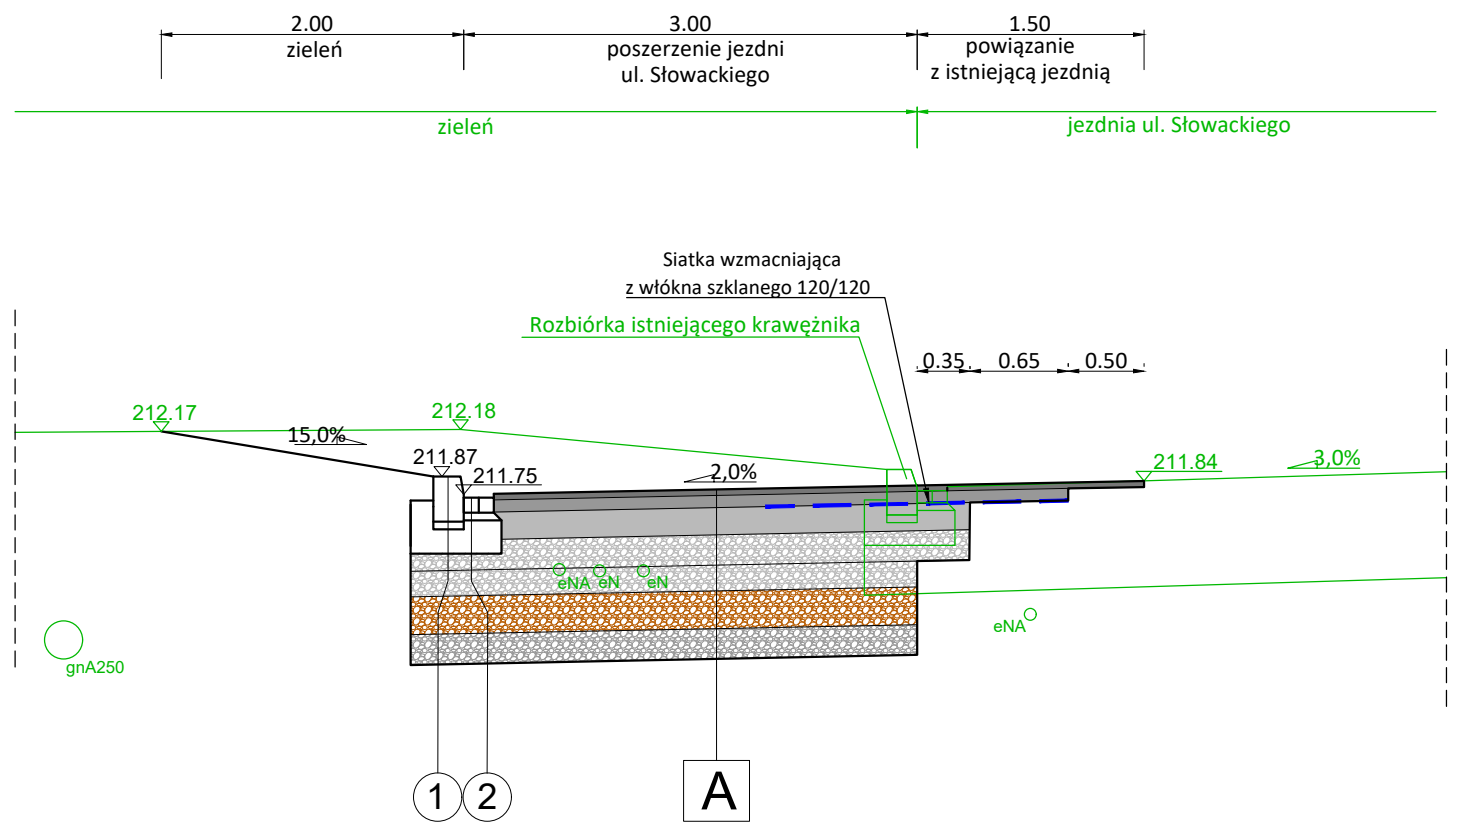 2.00
zieleń
3.00
poszerzenie jezdni
ul. Słowackiego
1.50
powiązanie
z istniejącą jezdnią
zieleń
jezdnia ul. Słowackiego
Siatka wzmacniająca
z włókna szklanego 120/120
Rozbiórka istniejącego krawężnika
0.35
0.65
0.50
212.17
212.18
15,0%
211.87
211.75
2,0%
211.84
3,0%
eNA
eN
eN
eNA
gnA250
1
2
A